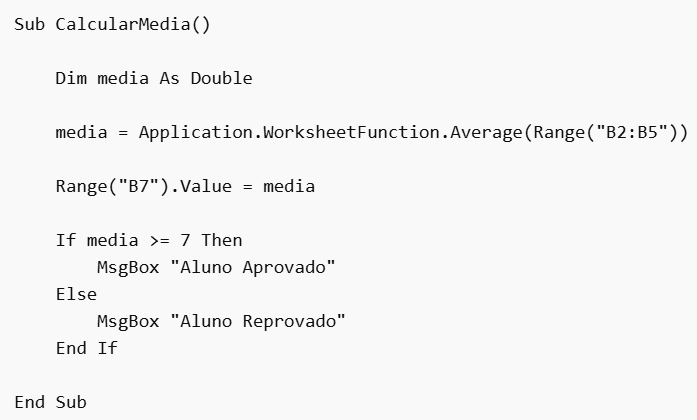 Sub CalcularMedia()
Dim media As Double
media = Application.WorksheetFunction.Average(Range("B2:B5"))
Range("B7").Value = media
If media >= 7 Then
MsgBox "Aluno Aprovado"
Else
MsgBox "Aluno Reprovado"
End If
End Sub